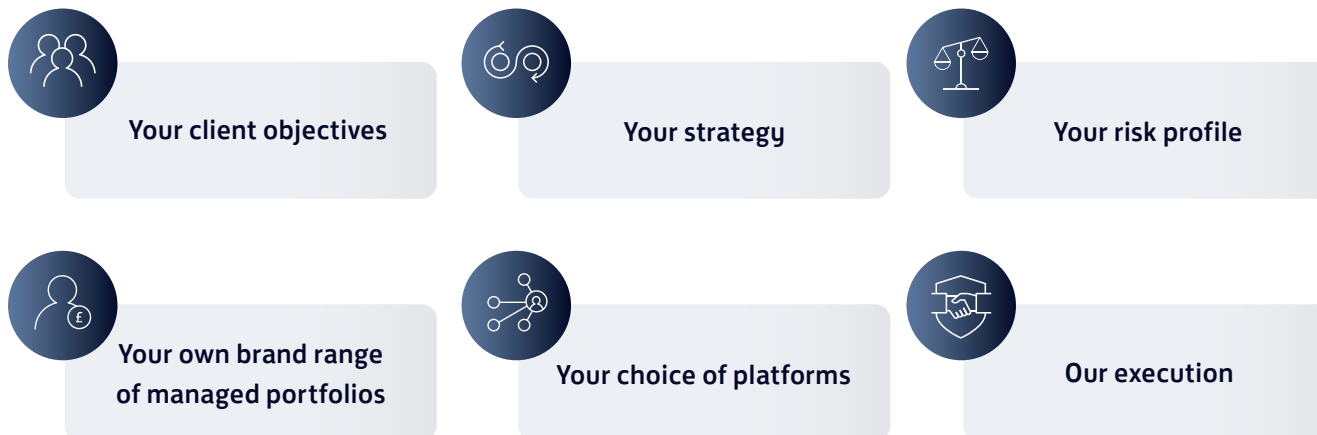 Your client objectives
Your strategy
Your risk profile
£
Your own brand range
of managed portfolios
Your choice of platforms
Our execution